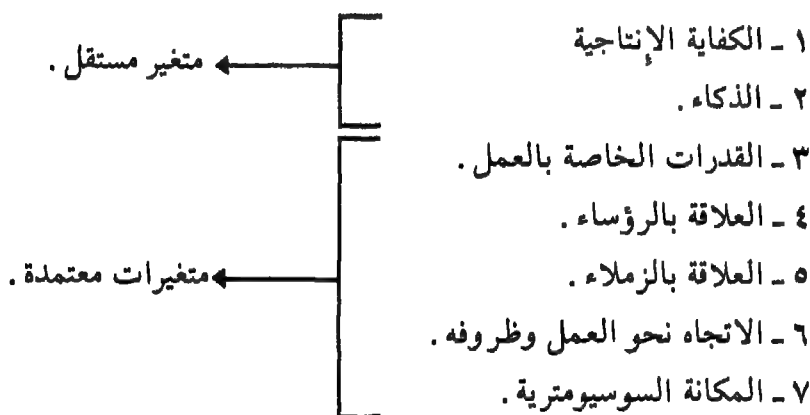 ١ ـ الكفاية الإنتاجية
متغير مستقل .
٢ ـ الذكاء .
٣ ـ القدرات الخاصة بالعمل .
٤ ـ العلاقة بالرؤساء .
٥ ـ العلاقة بالزملاء .
متغيرات معتمدة .
٦ ـ الاتجاه نحو العمل وظروفه .
٧ ـ المكانة السوسيومترية .